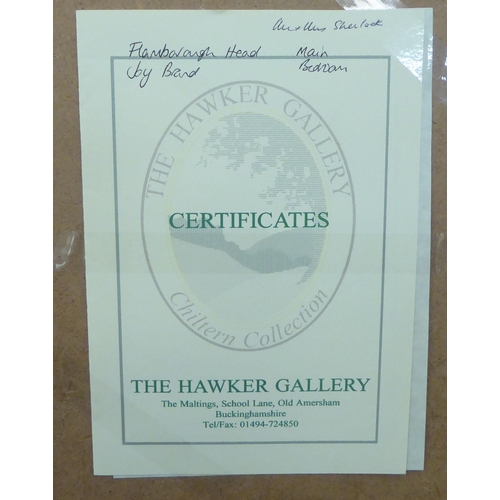 Mr & Mrs Sherlock
Flamborough Head Main
Joy Brand Bedroom
THE HAWKER GALLERY
CERTIFICATES
Chiltern Collection
THE HAWKER GALLERY
The Maltings, School Lane, Old Amersham
Buckinghamshire
Tel/Fax: 01494-724850